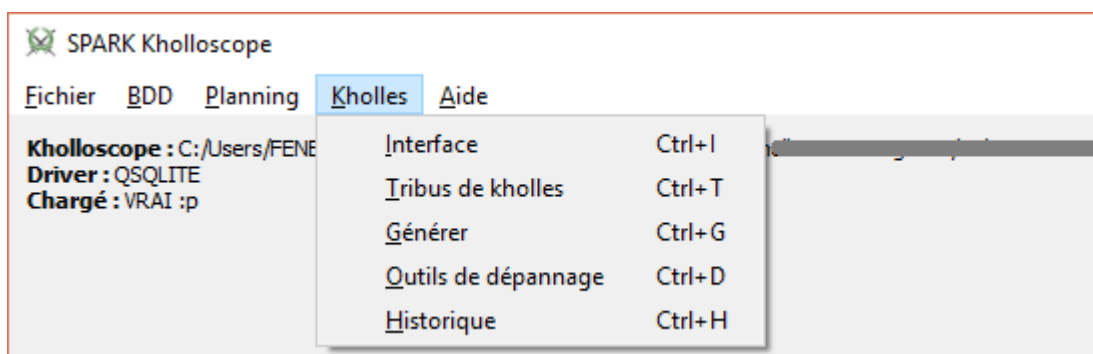 SPARK Kholloscope
Fichier BDD Planning Kholles Aide
Kholloscope : C:/Users/FENE
Driver : QSQLITE
Chargé : VRAI :p
Interface Ctrl+I
Tribus de kholles Ctrl+T
Générer Ctrl+G
Outils de dépannage Ctrl+D
Historique Ctrl+H